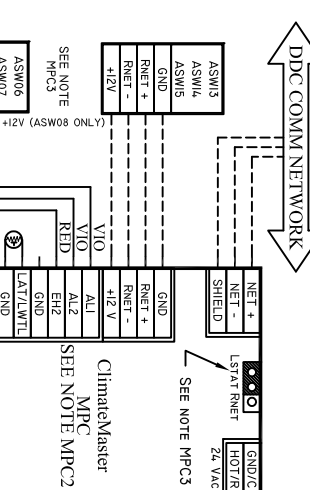 ASW06
ASW07
SEE NOTE
MPC3
+12V (ASW08 ONLY)
ASW13
ASW14
ASW15
GND
RNET +
RNET -
+12V
DDC COMM NETWORK
VIO
VIO
RED
GND
LAT/LWTL
GND
EH2
AL2
AL1
+12 V
RNET -
RNET +
GND
SHIELD
NET -
NET +
LSTAT RNET
ClimateMaster
MPC
SEE NOTE MPC2
SEE NOTE MPC3
24 VAC
HOT/R
GND/C